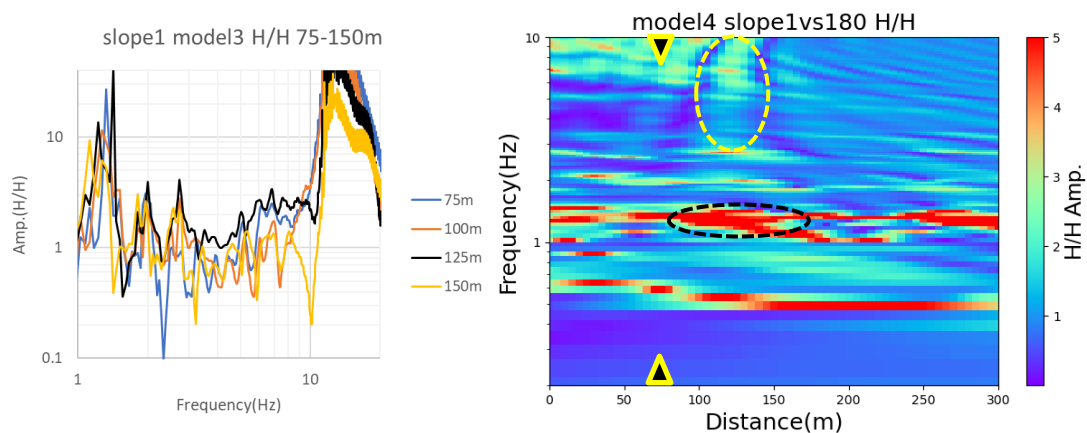 slope1 model3 H/H 75-150m
Amp.(H/H)
10
1
0.1
1
10
Frequency(Hz)
75m
100m
125m
150m
model4 slope1vs180 H/H
Frequency(Hz)
10
1
0
50
100
150
200
250
300
Distance(m)
5
4
3
2
1
H/H Amp.